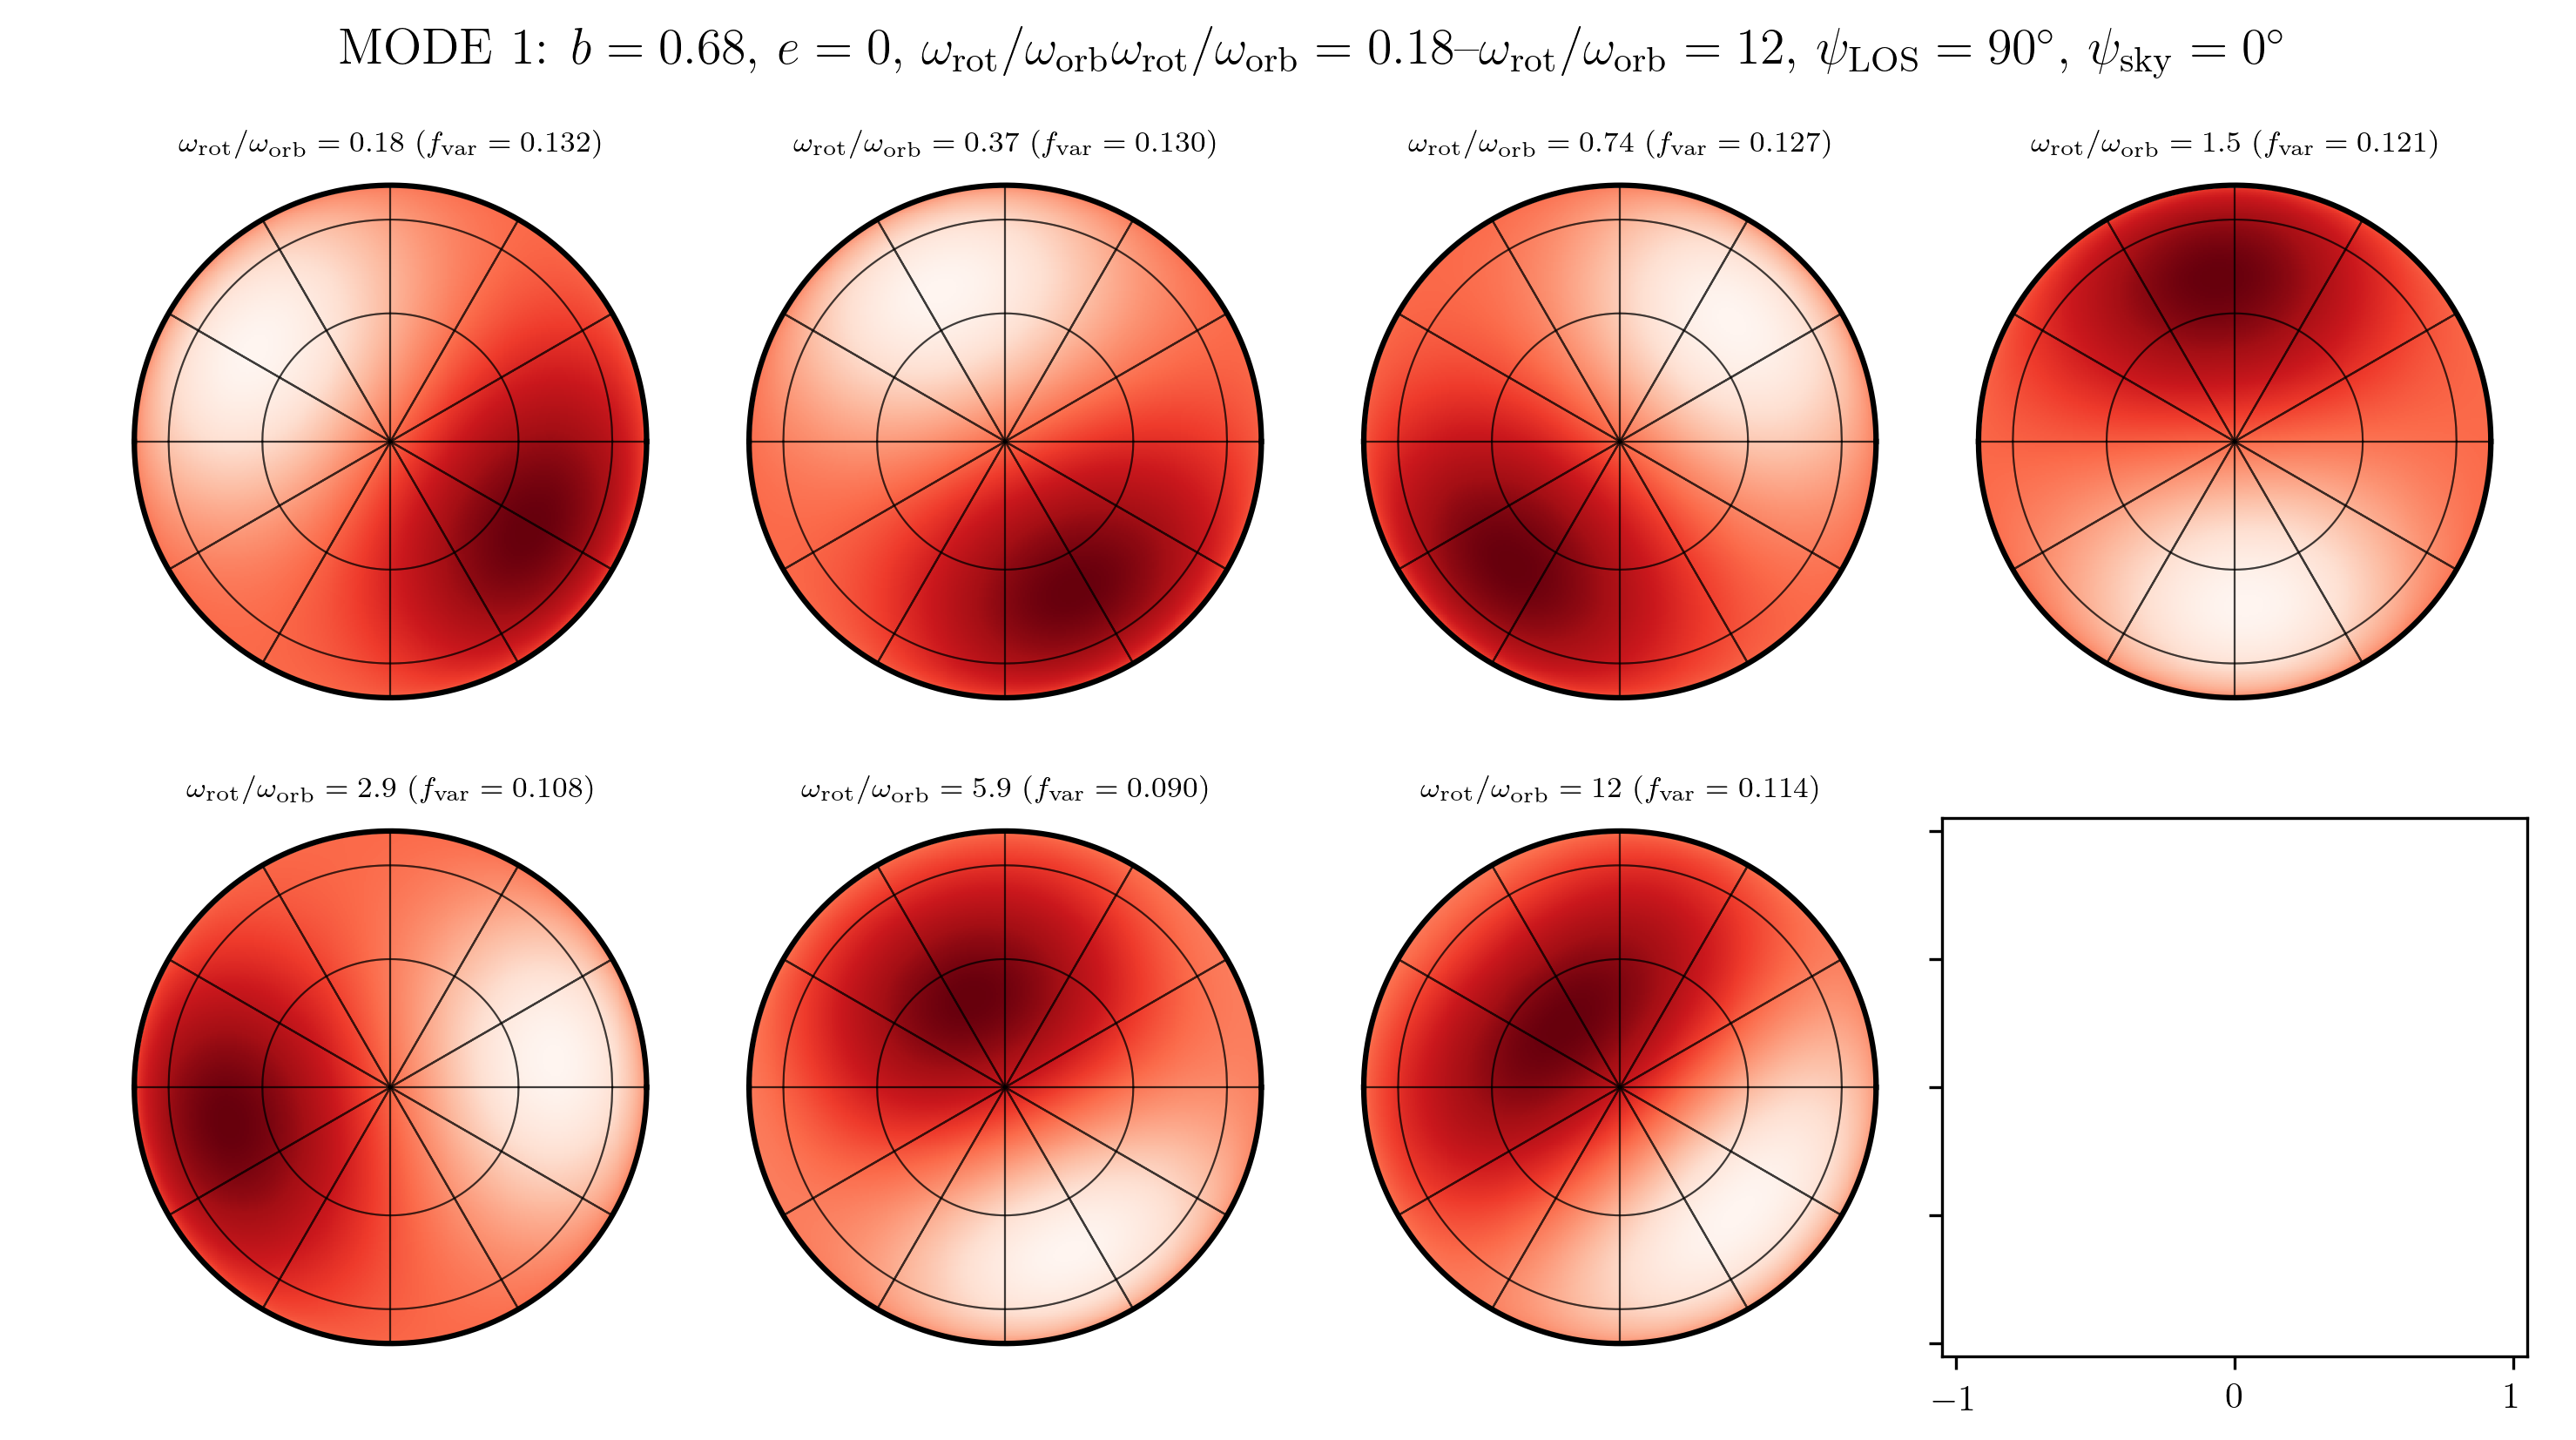 MODE 1: b = 0.68, e = 0, ω_rot/ω_orbω_rot/ω_orb = 0.18–ω_rot/ω_orb = 12, ψ_LOS = 90°, ψ_sky = 0°
ω_rot/ω_orb = 0.18 (f_var = 0.132)
ω_rot/ω_orb = 0.37 (f_var = 0.130)
ω_rot/ω_orb = 0.74 (f_var = 0.127)
ω_rot/ω_orb = 1.5 (f_var = 0.121)
ω_rot/ω_orb = 2.9 (f_var = 0.108)
ω_rot/ω_orb = 5.9 (f_var = 0.090)
ω_rot/ω_orb = 12 (f_var = 0.114)
−1 0 1